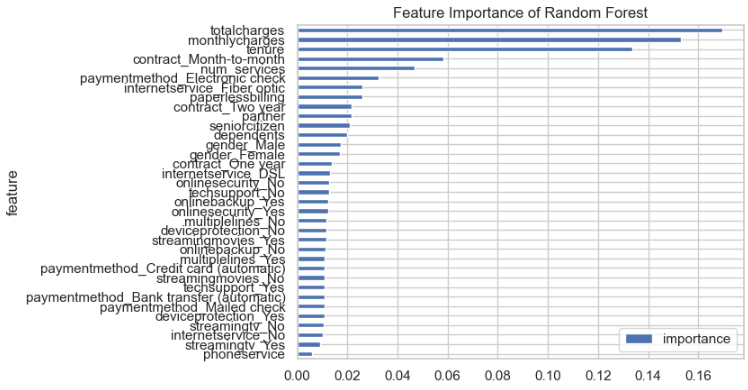 Feature Importance of Random Forest
totalcharges
monthlycharges
tenure
contract_Month-to-month
num_services
paymentmethod_Electronic check
internetservice_Fiber optic
paperlessbilling
contract_Two year
partner
seniorcitizen
dependents
gender_Male
gender_Female
contract_One year
internetservice_DSL
onlinesecurity_No
techsupport_No
onlinebackup_Yes
onlinesecurity_Yes
multiplelines_No
deviceprotection_No
streamingmovies_Yes
onlinebackup_No
multiplelines_Yes
paymentmethod_Credit card (automatic)
streamingmovies_No
techsupport_Yes
paymentmethod_Bank transfer (automatic)
paymentmethod_Mailed check
deviceprotection_Yes
streamingtv_No
internetservice_No
streamingtv_Yes
phoneservice
feature
importance
0.00 0.02 0.04 0.06 0.08 0.10 0.12 0.14 0.16